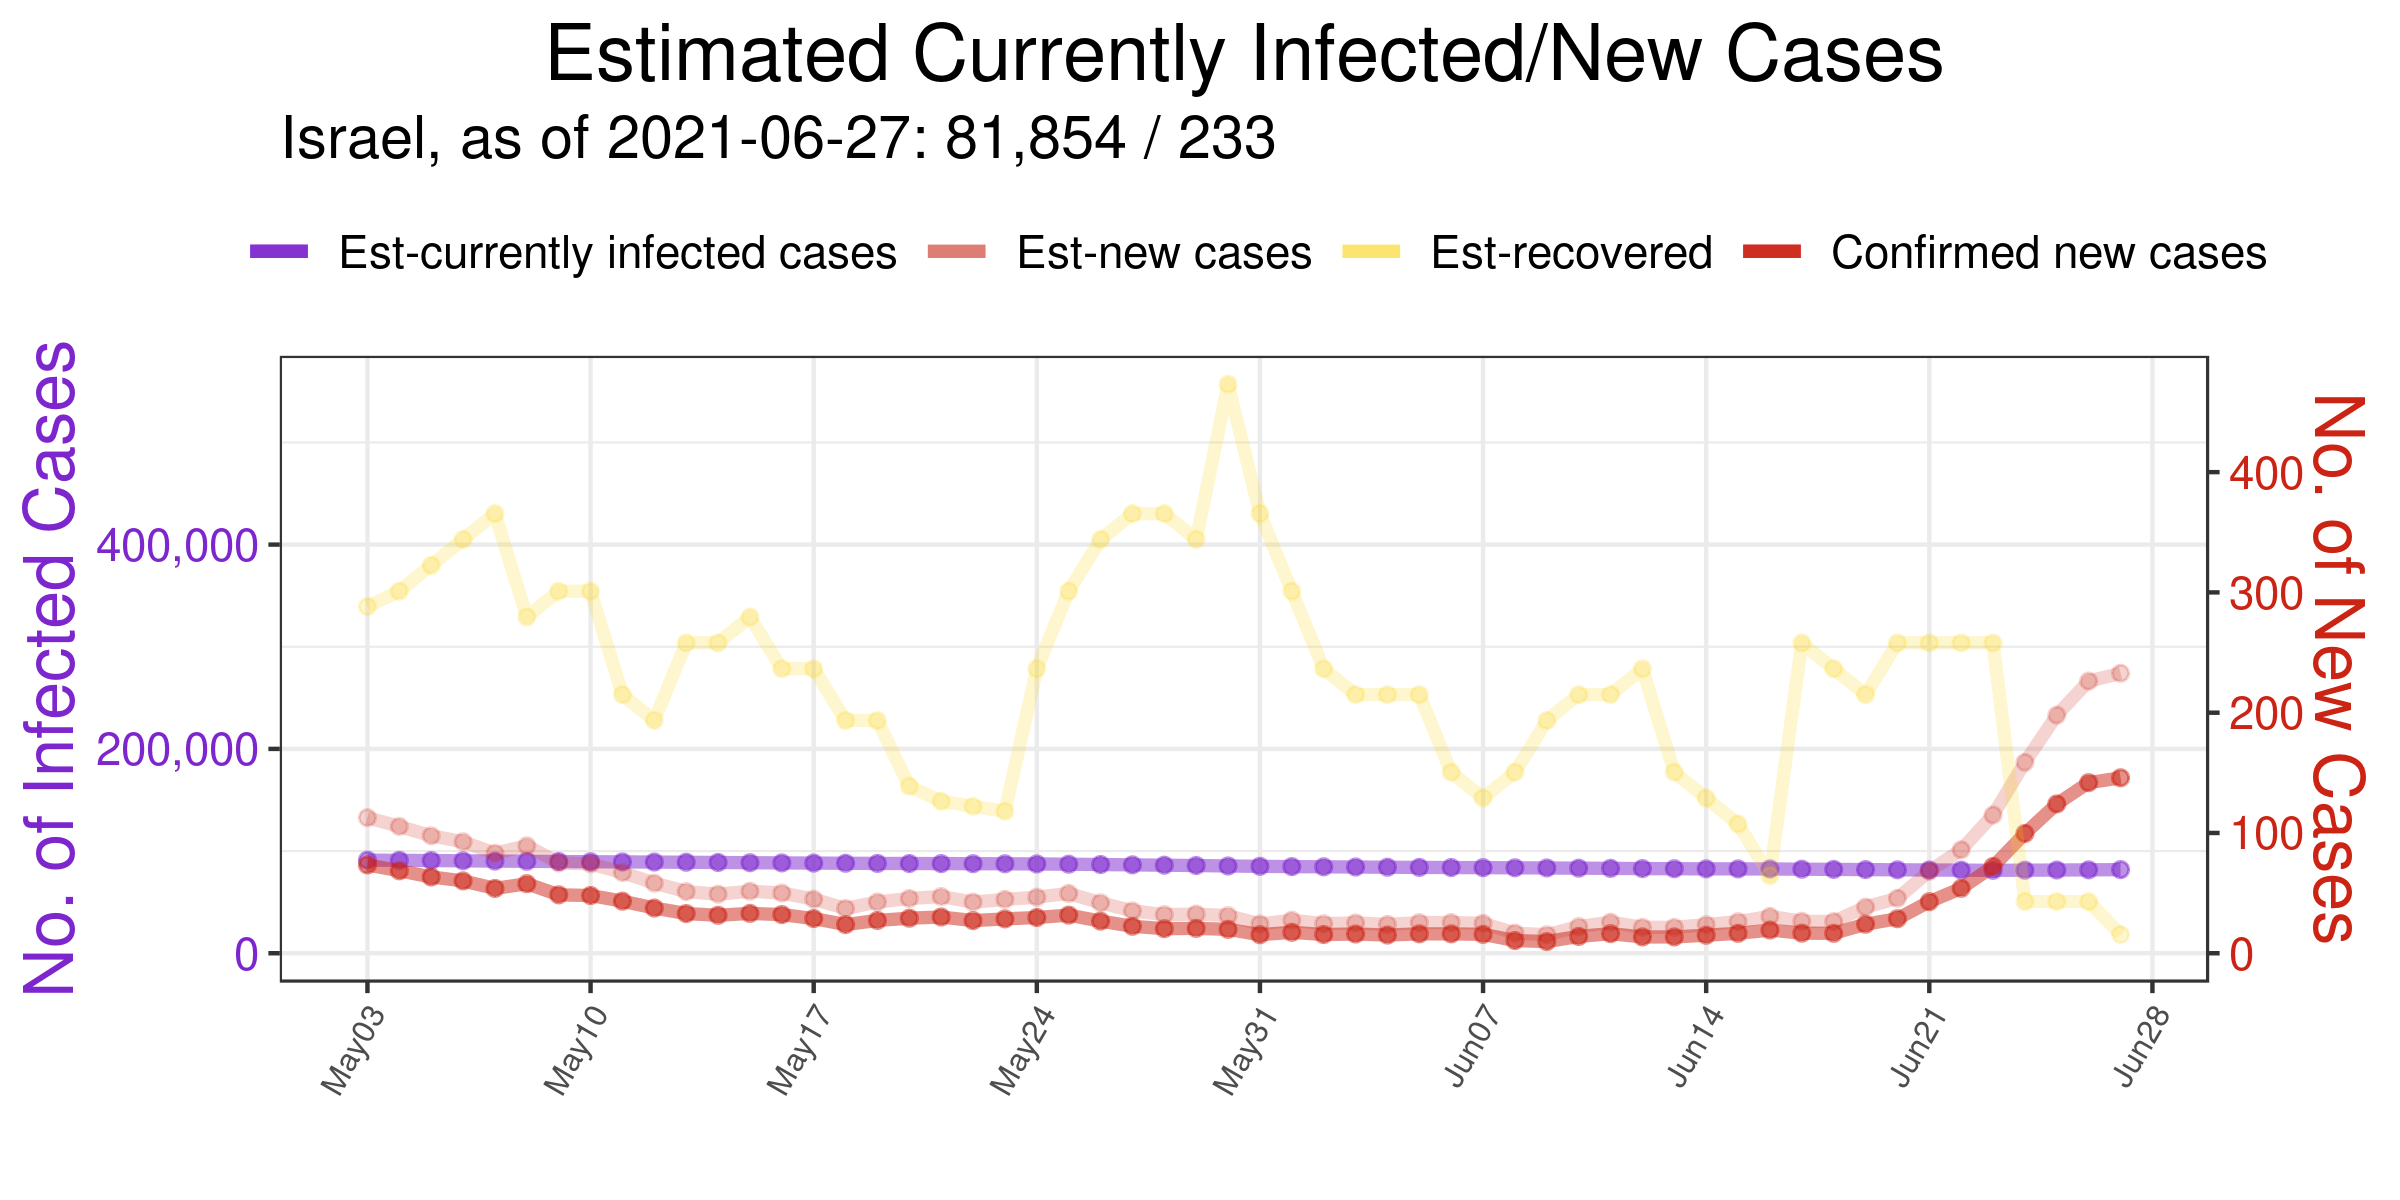 Estimated Currently Infected/New Cases
Israel, as of 2021-06-27: 81,854 / 233
Est-currently infected cases Est-new cases Est-recovered Confirmed new cases
No. of Infected Cases
400,000
200,000
0
400
300
200
100
0
No. of New Cases
May03 May10 May17 May24 May31 Jun07 Jun14 Jun21 Jun28